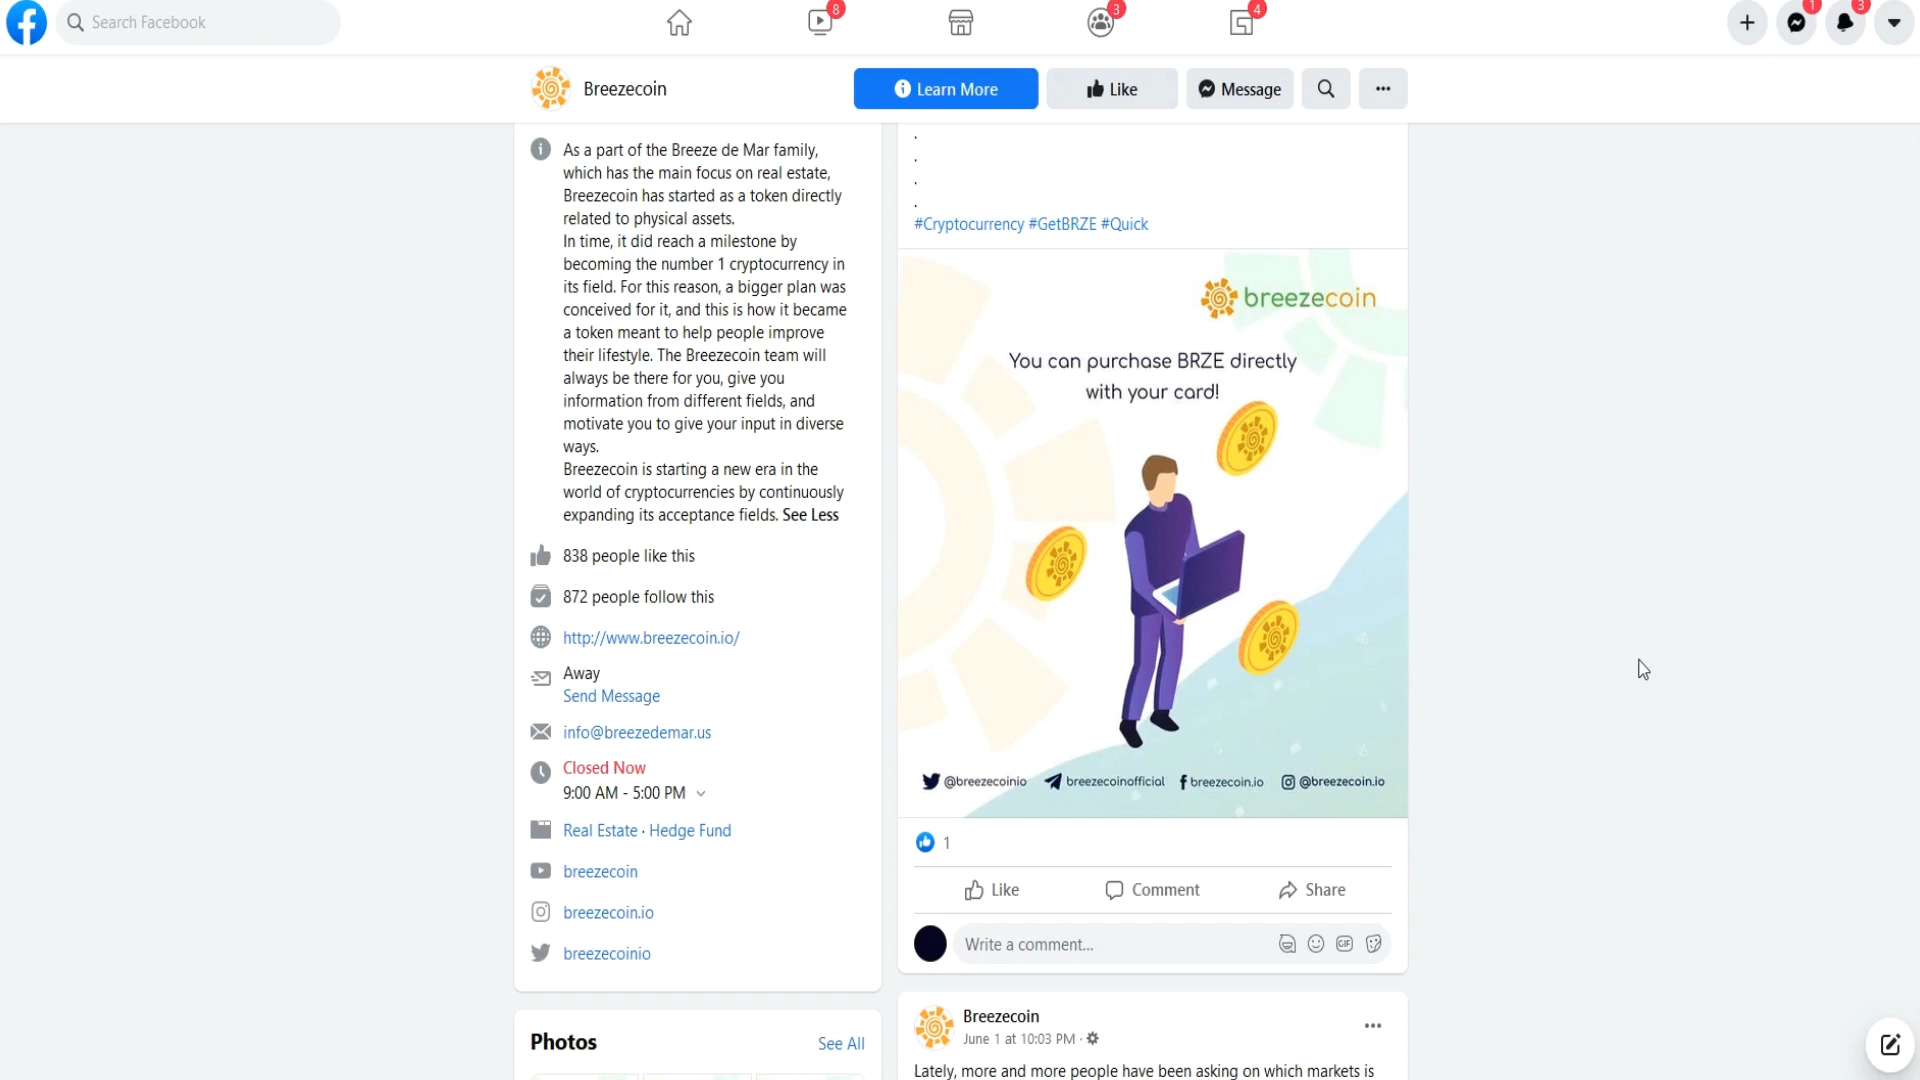 Search Facebook
8
3
4
1
3
Breezecoin
Learn More
Like
Message
As a part of the Breeze de Mar family,
which has the main focus on real estate,
Breezecoin has started as a token directly
related to physical assets.
In time, it did reach a milestone by
becoming the number 1 cryptocurrency in
its field. For this reason, a bigger plan was
conceived for it, and this is how it became
a token meant to help people improve
their lifestyle. The Breezecoin team will
always be there for you, give you
information from different fields, and
motivate you to give your input in diverse
ways.
Breezecoin is starting a new era in the
world of cryptocurrencies by continuously
expanding its acceptance fields. See Less
838 people like this
872 people follow this
http://www.breezecoin.io/
Away
Send Message
info@breezedemar.us
Closed Now
9:00 AM - 5:00 PM
Real Estate · Hedge Fund
breezecoin
breezecoin.io
breezecoinio
Photos
See All
.
.
.
.
#Cryptocurrency #GetBRZE #Quick
breezecoin
You can purchase BRZE directly
with your card!
@breezecoinio breezecoinofficial breezecoin.io @breezecoin.io
1
Like
Comment
Share
Write a comment...
GIF
Breezecoin
June 1 at 10:03 PM ·
Lately, more and more people have been asking on which markets is